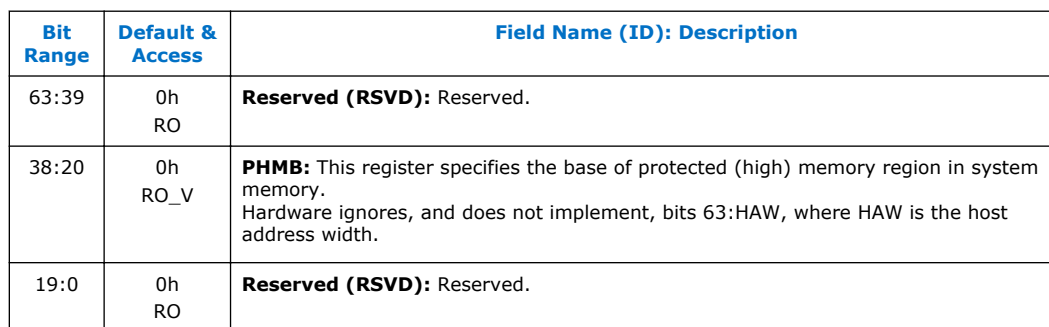 Bit Range Default & Access Field Name (ID): Description
63:39 0h RO Reserved (RSVD): Reserved.
38:20 0h RO_V PHMB: This register specifies the base of protected (high) memory region in system
memory.
Hardware ignores, and does not implement, bits 63:HAW, where HAW is the host
address width.
19:0 0h RO Reserved (RSVD): Reserved.